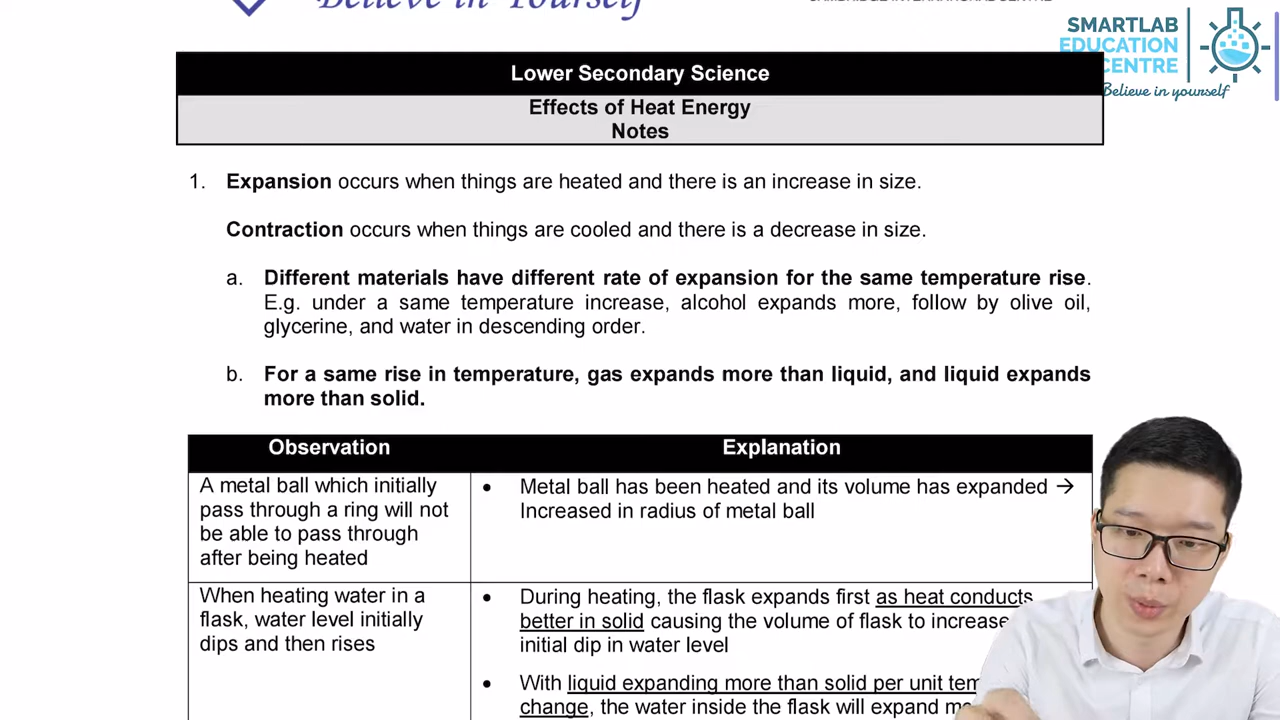 Believe in Yourself
SMARTLAB
EDUCATION
CENTRE
Believe in yourself
Lower Secondary Science
Effects of Heat Energy
Notes
1. Expansion occurs when things are heated and there is an increase in size.
Contraction occurs when things are cooled and there is a decrease in size.
a. Different materials have different rate of expansion for the same temperature rise.
E.g. under a same temperature increase, alcohol expands more, follow by olive oil,
glycerine, and water in descending order.
b. For a same rise in temperature, gas expands more than liquid, and liquid expands
more than solid.
Observation
Explanation
A metal ball which initially
pass through a ring will not
be able to pass through
after being heated
• Metal ball has been heated and its volume has expanded →
Increased in radius of metal ball
When heating water in a
flask, water level initially
dips and then rises
• During heating, the flask expands first as heat conducts
better in solid causing the volume of flask to increase
initial dip in water level
• With liquid expanding more than solid per unit
change, the water inside the flask will expand